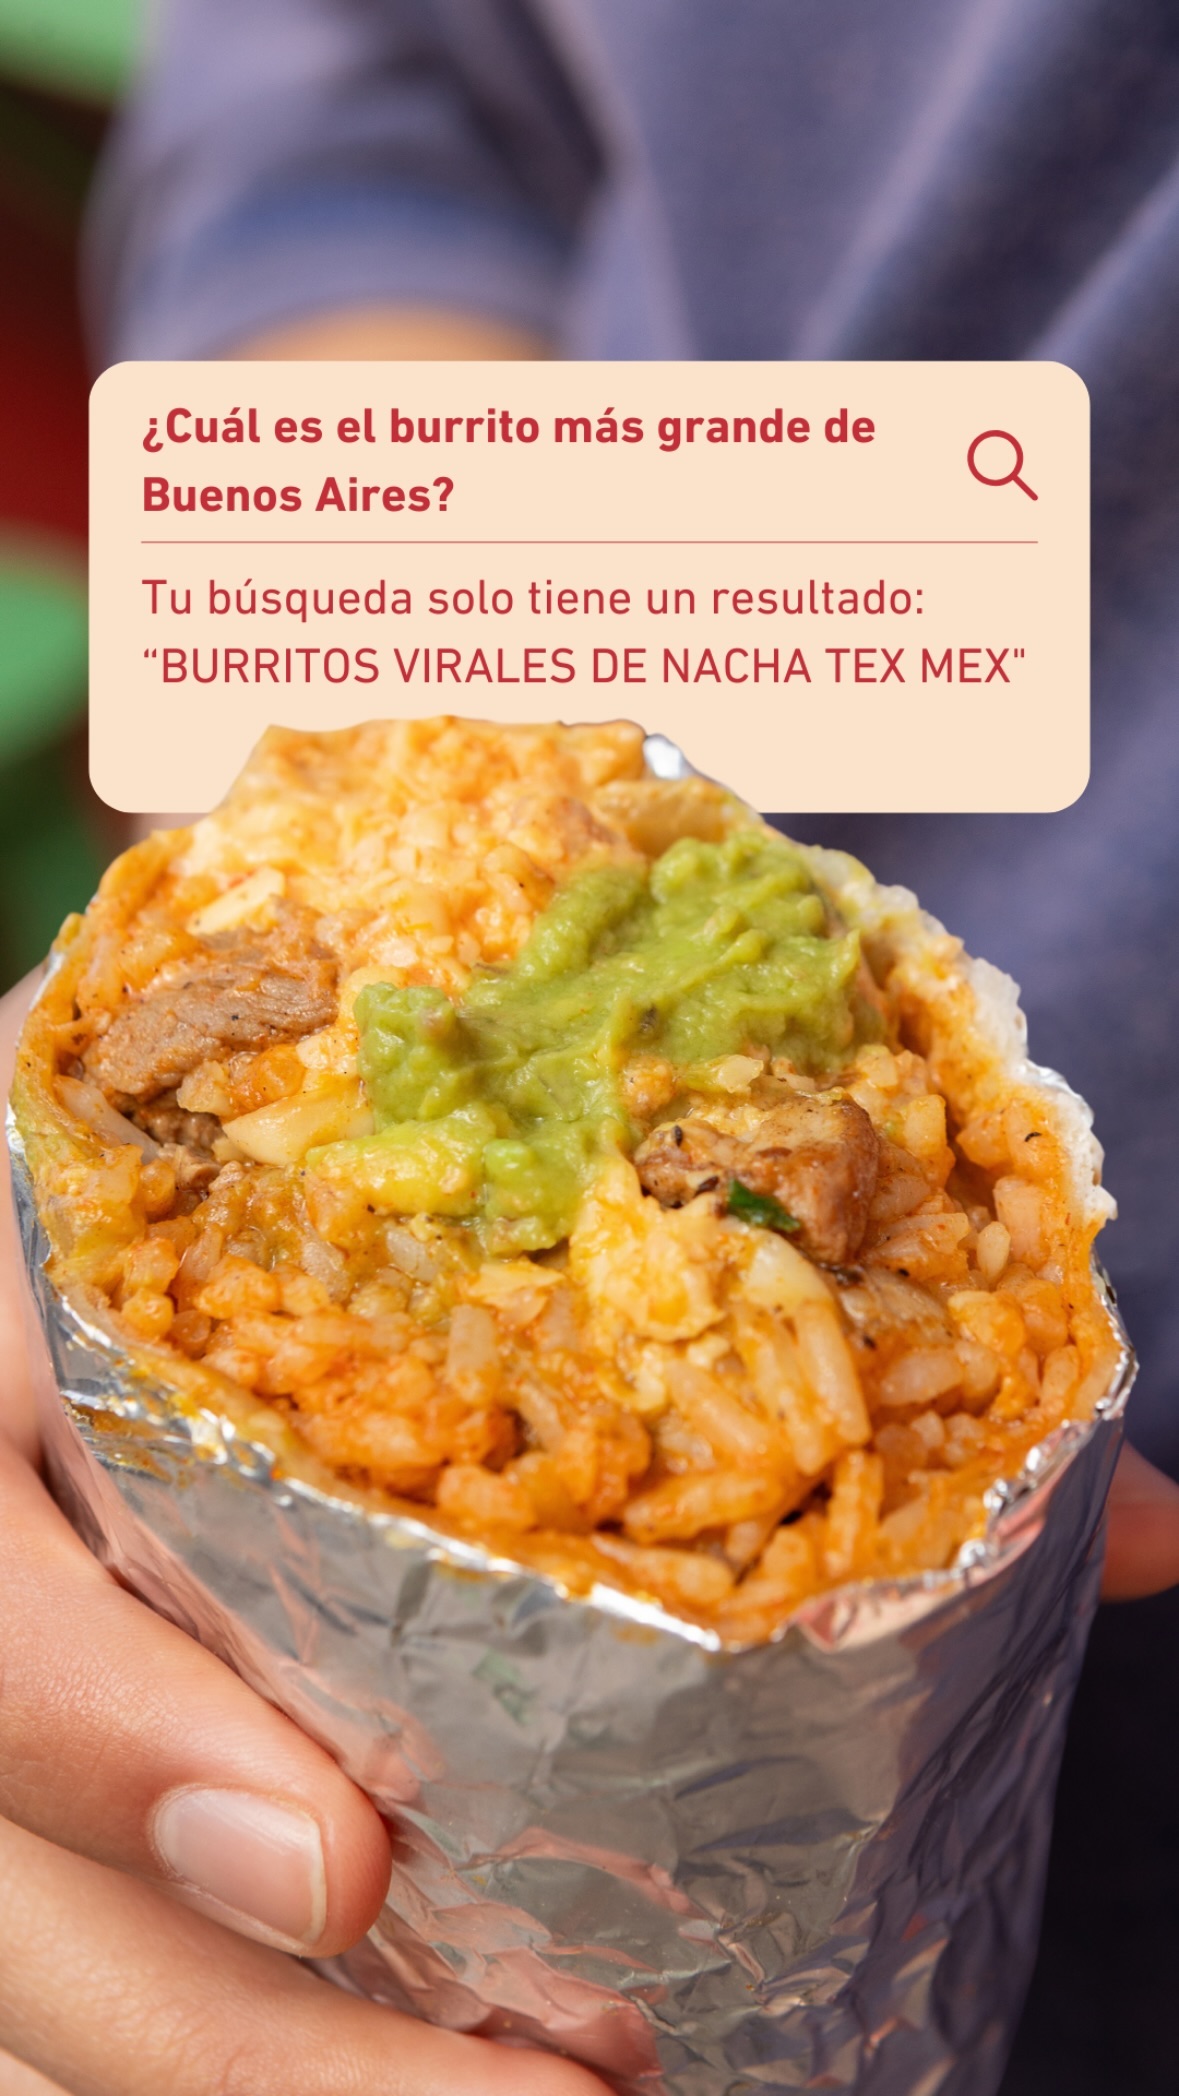 ¿Cuál es el burrito más grande de
Buenos Aires?
Tu búsqueda solo tiene un resultado:
“BURRITOS VIRALES DE NACHA TEX MEX"